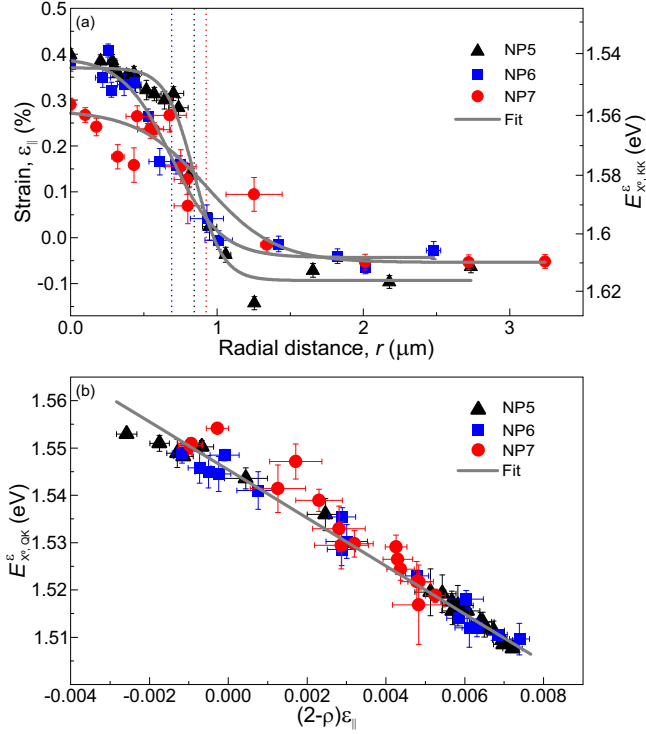 (a)
NP5
NP6
NP7
Fit
0.5
0.4
0.3
0.2
0.1
0.0
-0.1
Strain, ε∥ (%)
1.54
1.56
1.58
1.6
1.62
E^ε_X⁰, KK (eV)
0.0 1 2 3
Radial distance, r (μm)
(b)
NP5
NP6
NP7
Fit
1.56
1.55
1.54
1.53
1.52
1.51
E^ε_X⁰, QK (eV)
-0.004 -0.002 0.000 0.002 0.004 0.006 0.008
(2-ρ)ε∥